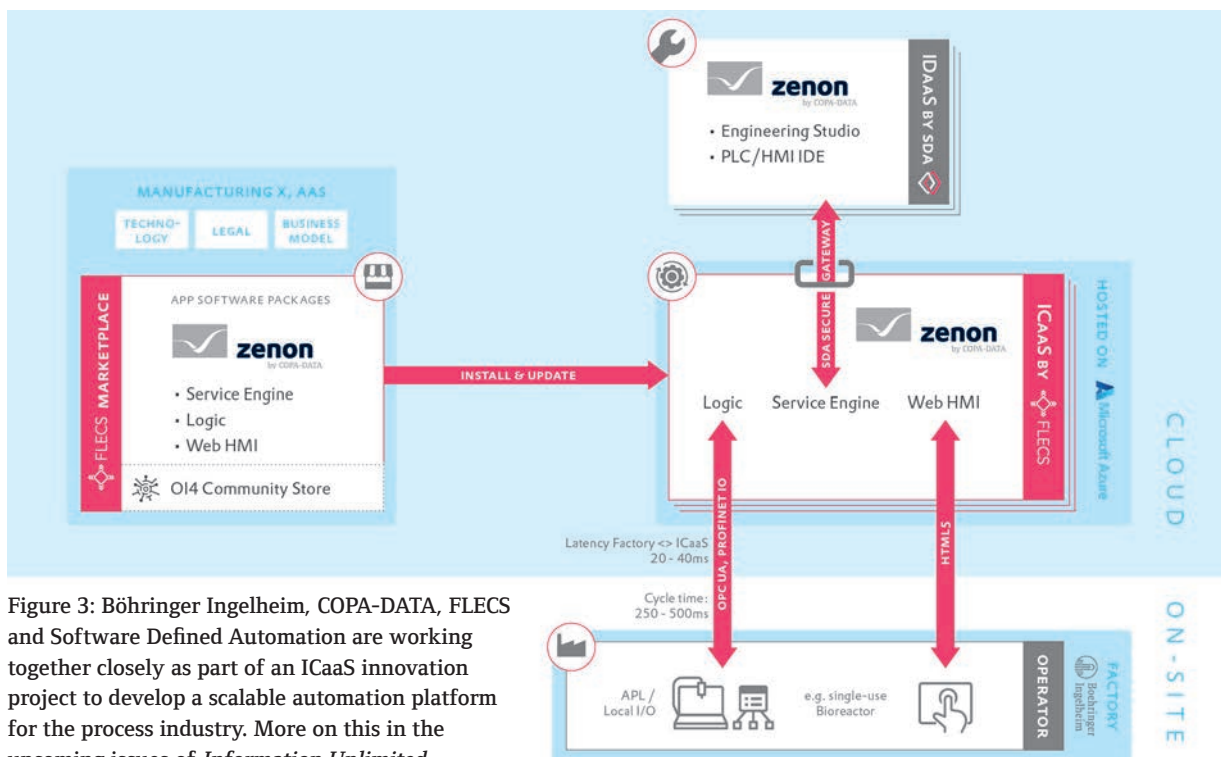 zenon
by COPA-DATA
• Engineering Studio
• PLC/HMI IDE
IDAAS BY SDA
MANUFACTURING X, AAS
TECHNO-
LOGY
LEGAL
BUSINESS
MODEL
FLECS MARKETPLACE
APP SOFTWARE PACKAGES
zenon
by COPA-DATA
• Service Engine
• Logic
• Web HMI
OI4 Community Store
INSTALL & UPDATE
SDA SECURE GATEWAY
zenon
by COPA-DATA
Logic
Service Engine
Web HMI
ICAAS BY FLECS
HOSTED ON Microsoft Azure
CLOUD
Latency Factory <> ICaaS
20 - 40ms
Cycle time:
250 - 500ms
OPC UA, PROFINET IO
HTML5
APL /
Local I/O
e.g. single-use
Bioreactor
OPERATOR
FACTORY
Boehringer
Ingelheim
ON-SITE
Figure 3: Böhringer Ingelheim, COPA-DATA, FLECS
and Software Defined Automation are working
together closely as part of an ICaaS innovation
project to develop a scalable automation platform
for the process industry. More on this in the
upcoming issues of Information Unlimited